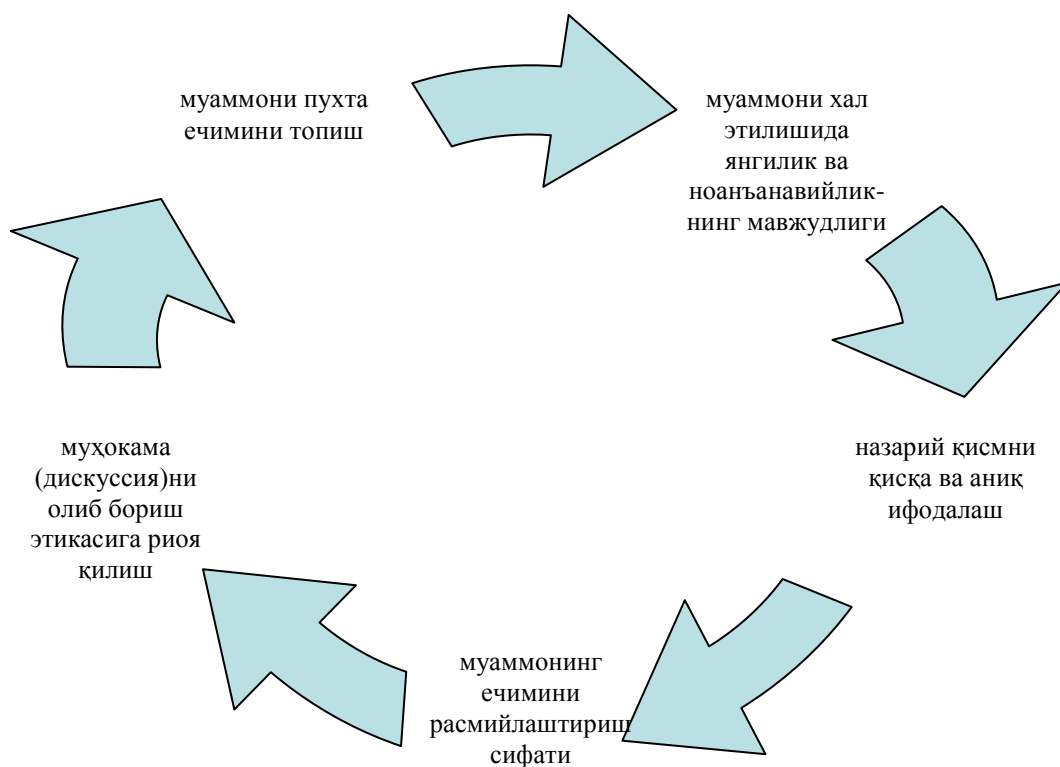 муаммони пухта
ечимини топиш
муаммони хал
этилишида
янгилик ва
ноанъанавийлик-
нинг мавжудлиги
назарий қисмни
қисқа ва аниқ
ифодалаш
муаммонинг
ечимини
расмийлаштириш
сифати
муҳокама
(дискуссия)ни
олиб бориш
этикасига риоя
қилиш